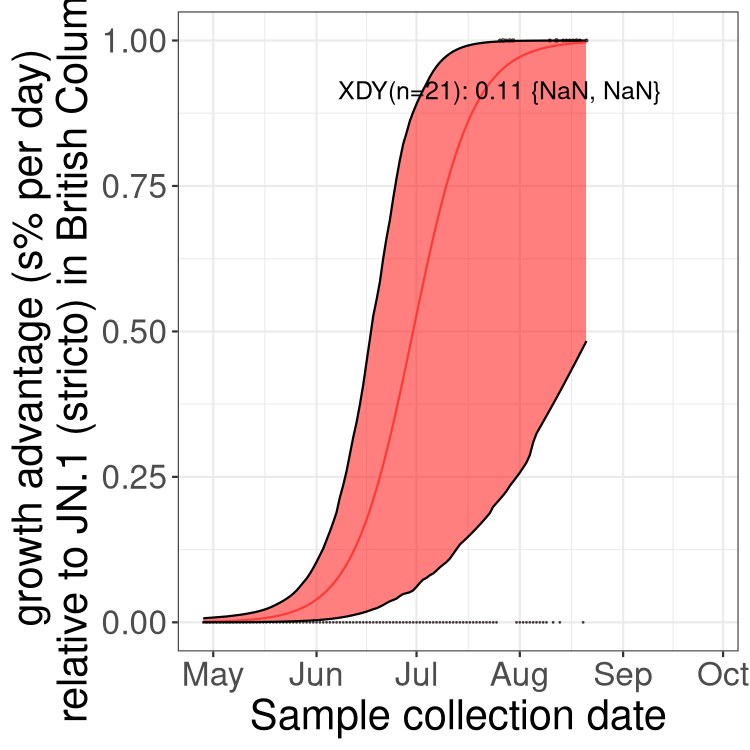 growth advantage (s% per day)
relative to JN.1 (stricto) in British Colum
1.00
0.75
0.50
0.25
0.00
XDY(n=21): 0.11 {NaN, NaN}
May Jun Jul Aug Sep Oct
Sample collection date